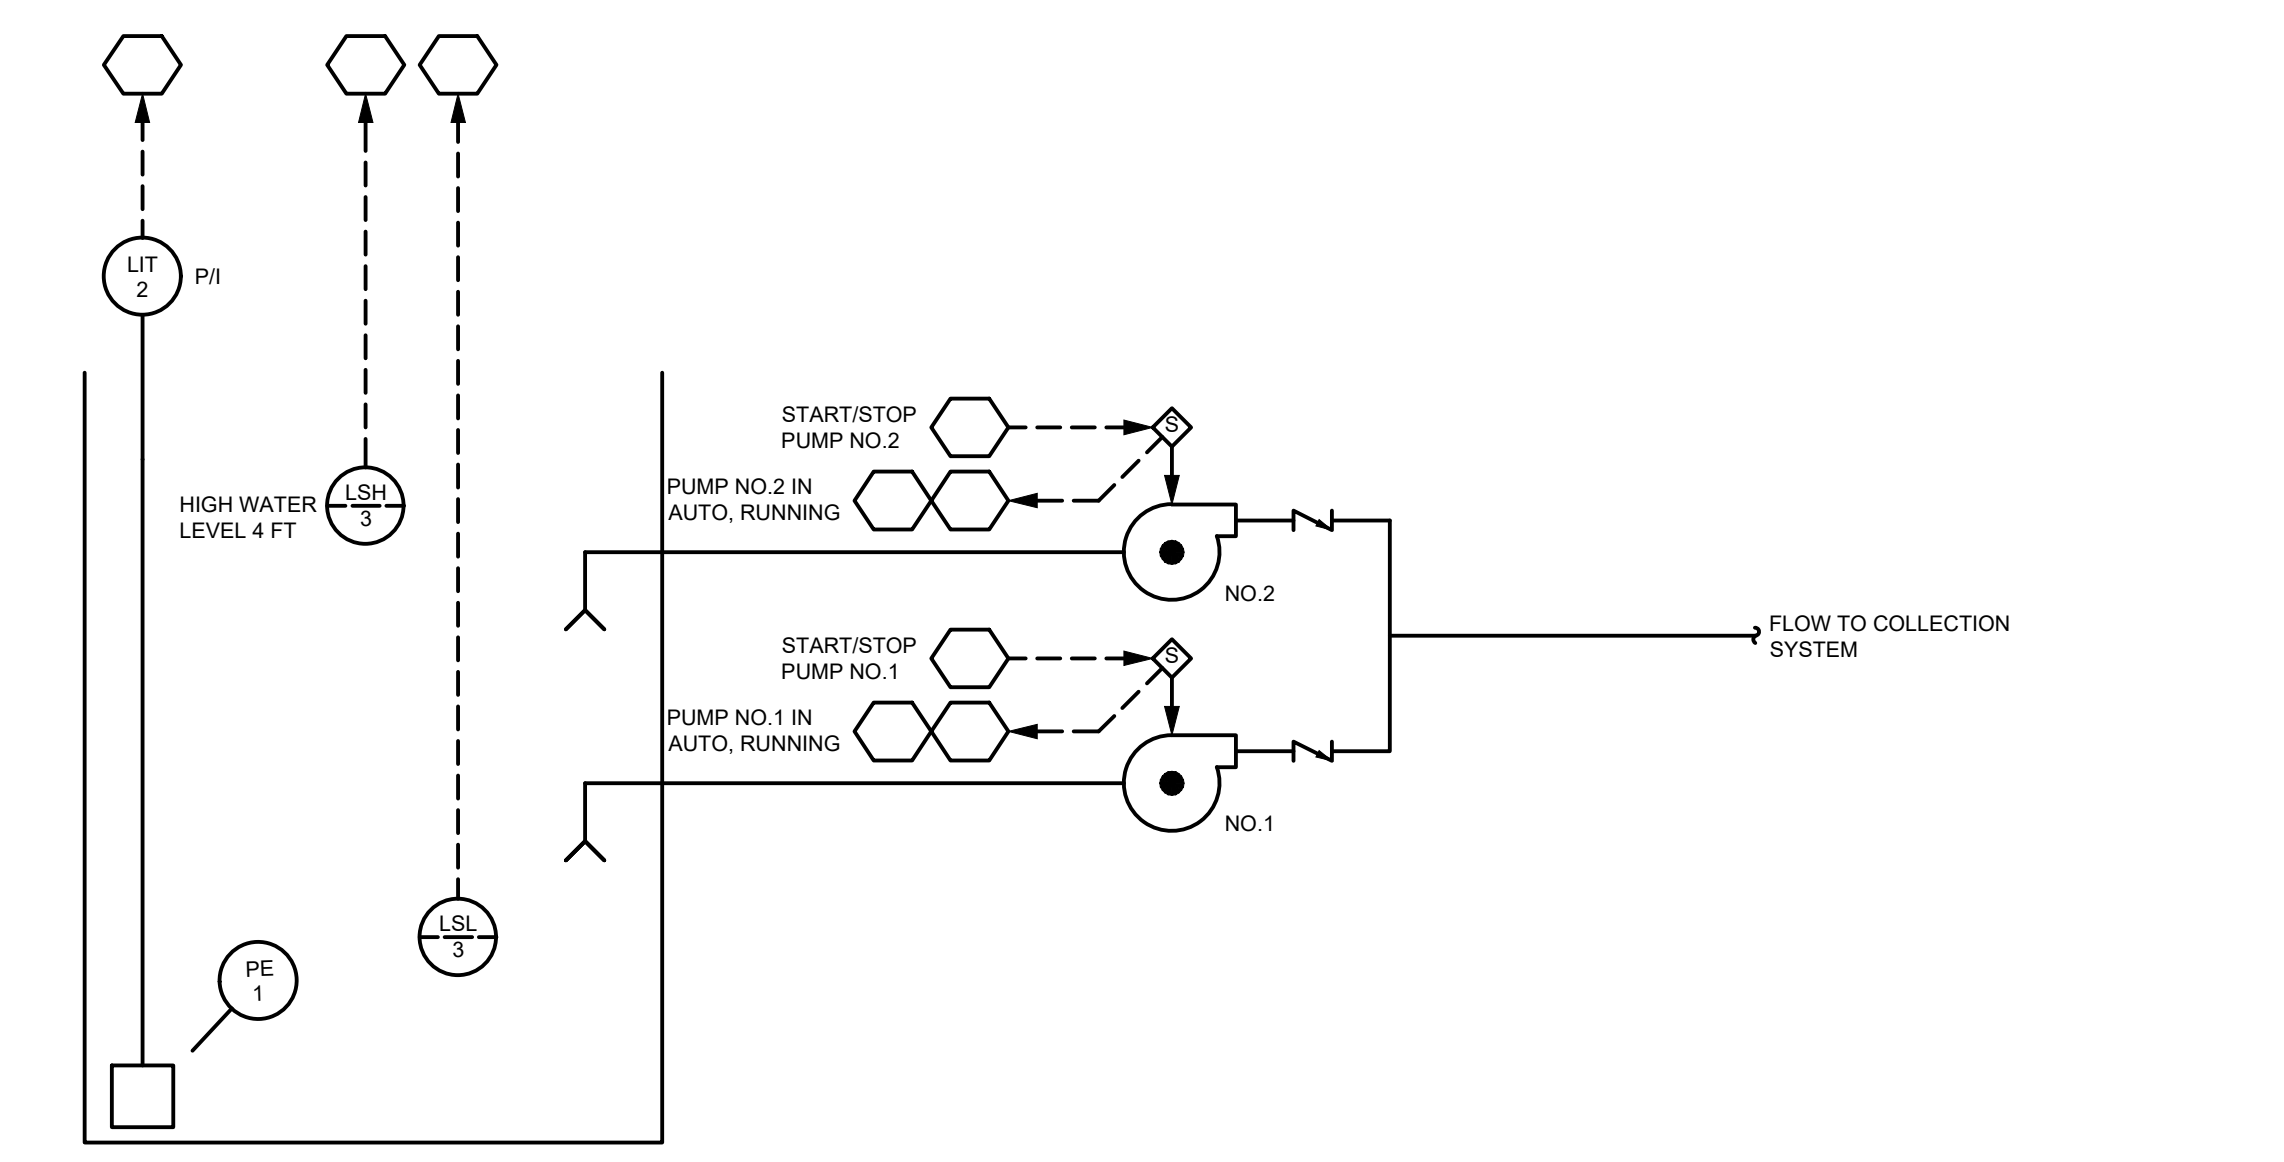 LIT
2
P/I
START/STOP
PUMP NO.2
S
PUMP NO.2 IN
AUTO, RUNNING
HIGH WATER
LEVEL 4 FT
LSH
3
NO.2
START/STOP
PUMP NO.1
S
FLOW TO COLLECTION
SYSTEM
PUMP NO.1 IN
AUTO, RUNNING
NO.1
LSL
3
PE
1